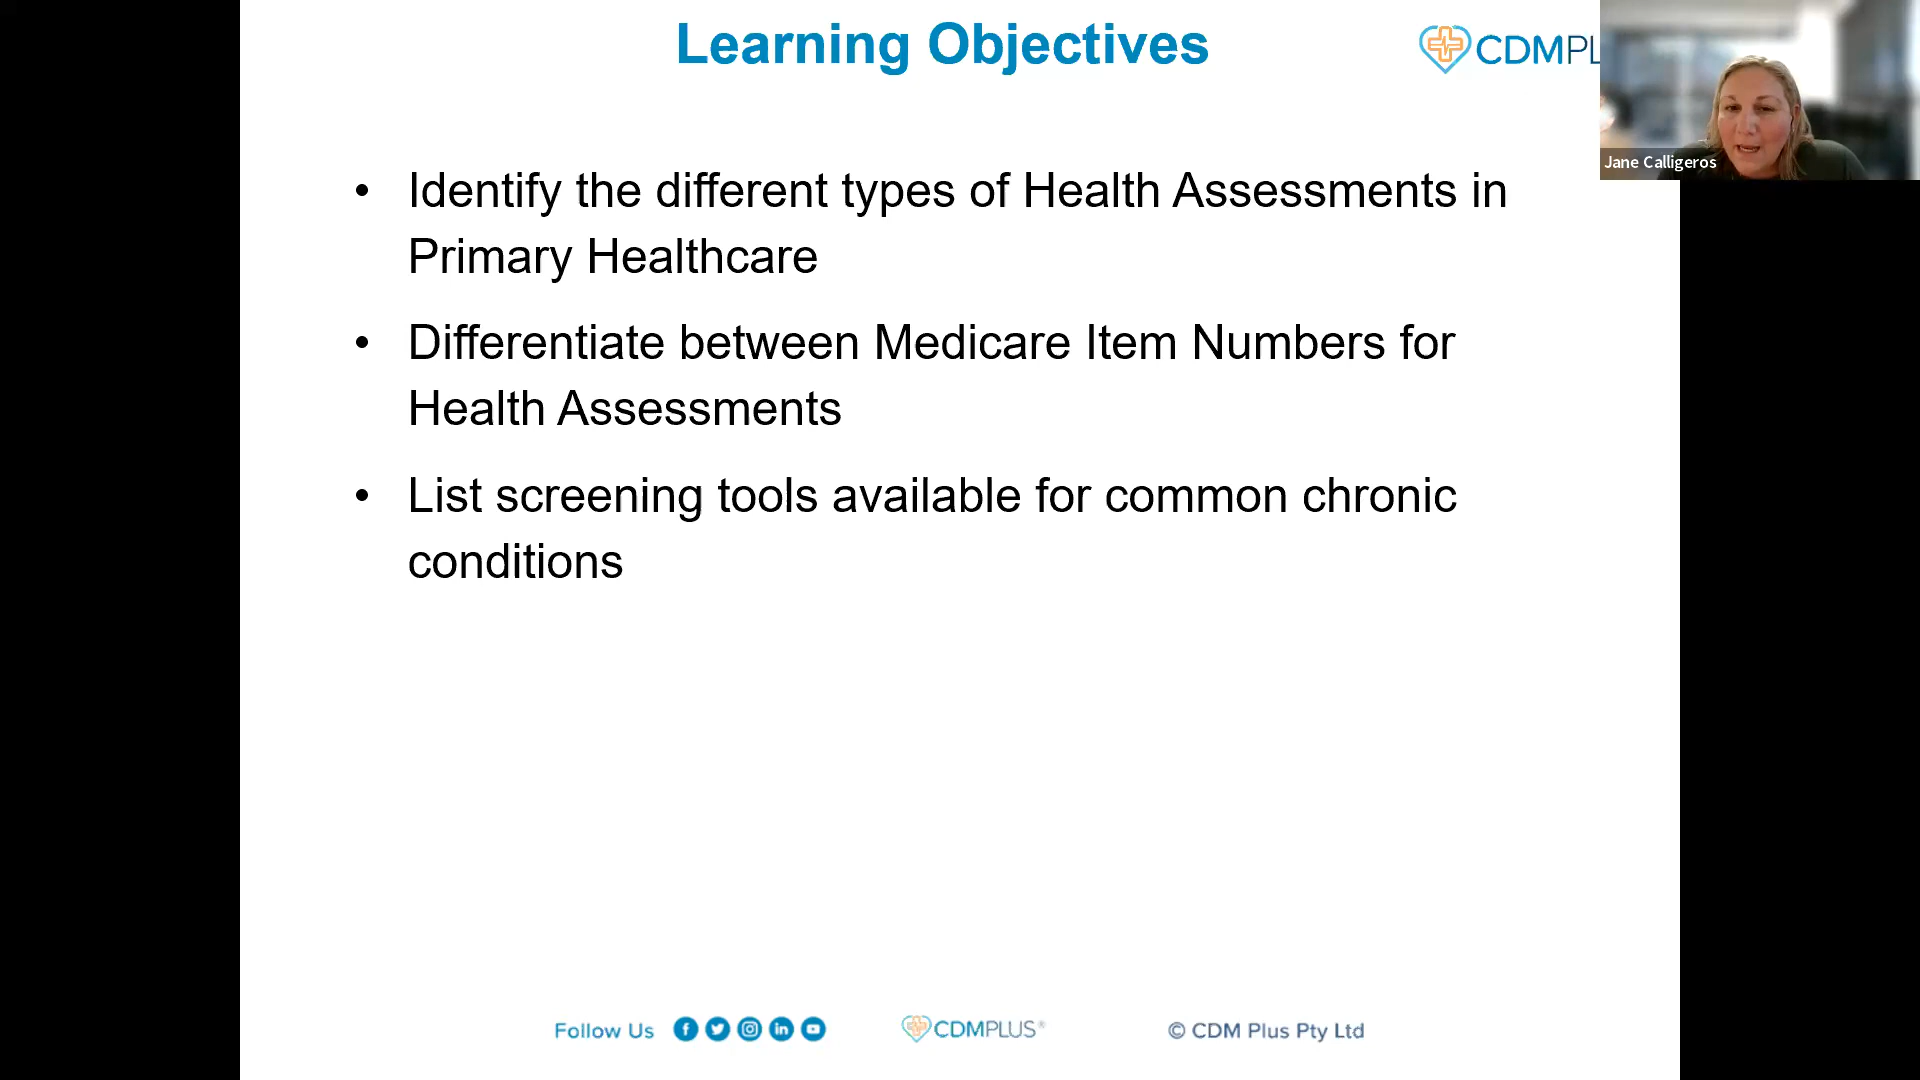 Learning Objectives
CDMPL
Jane Calligeros
• Identify the different types of Health Assessments in
Primary Healthcare
• Differentiate between Medicare Item Numbers for
Health Assessments
• List screening tools available for common chronic
conditions
Follow Us
CDMPLUS®
© CDM Plus Pty Ltd